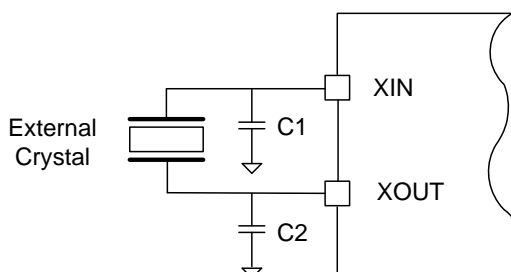 XIN
External
Crystal
C1
XOUT
C2